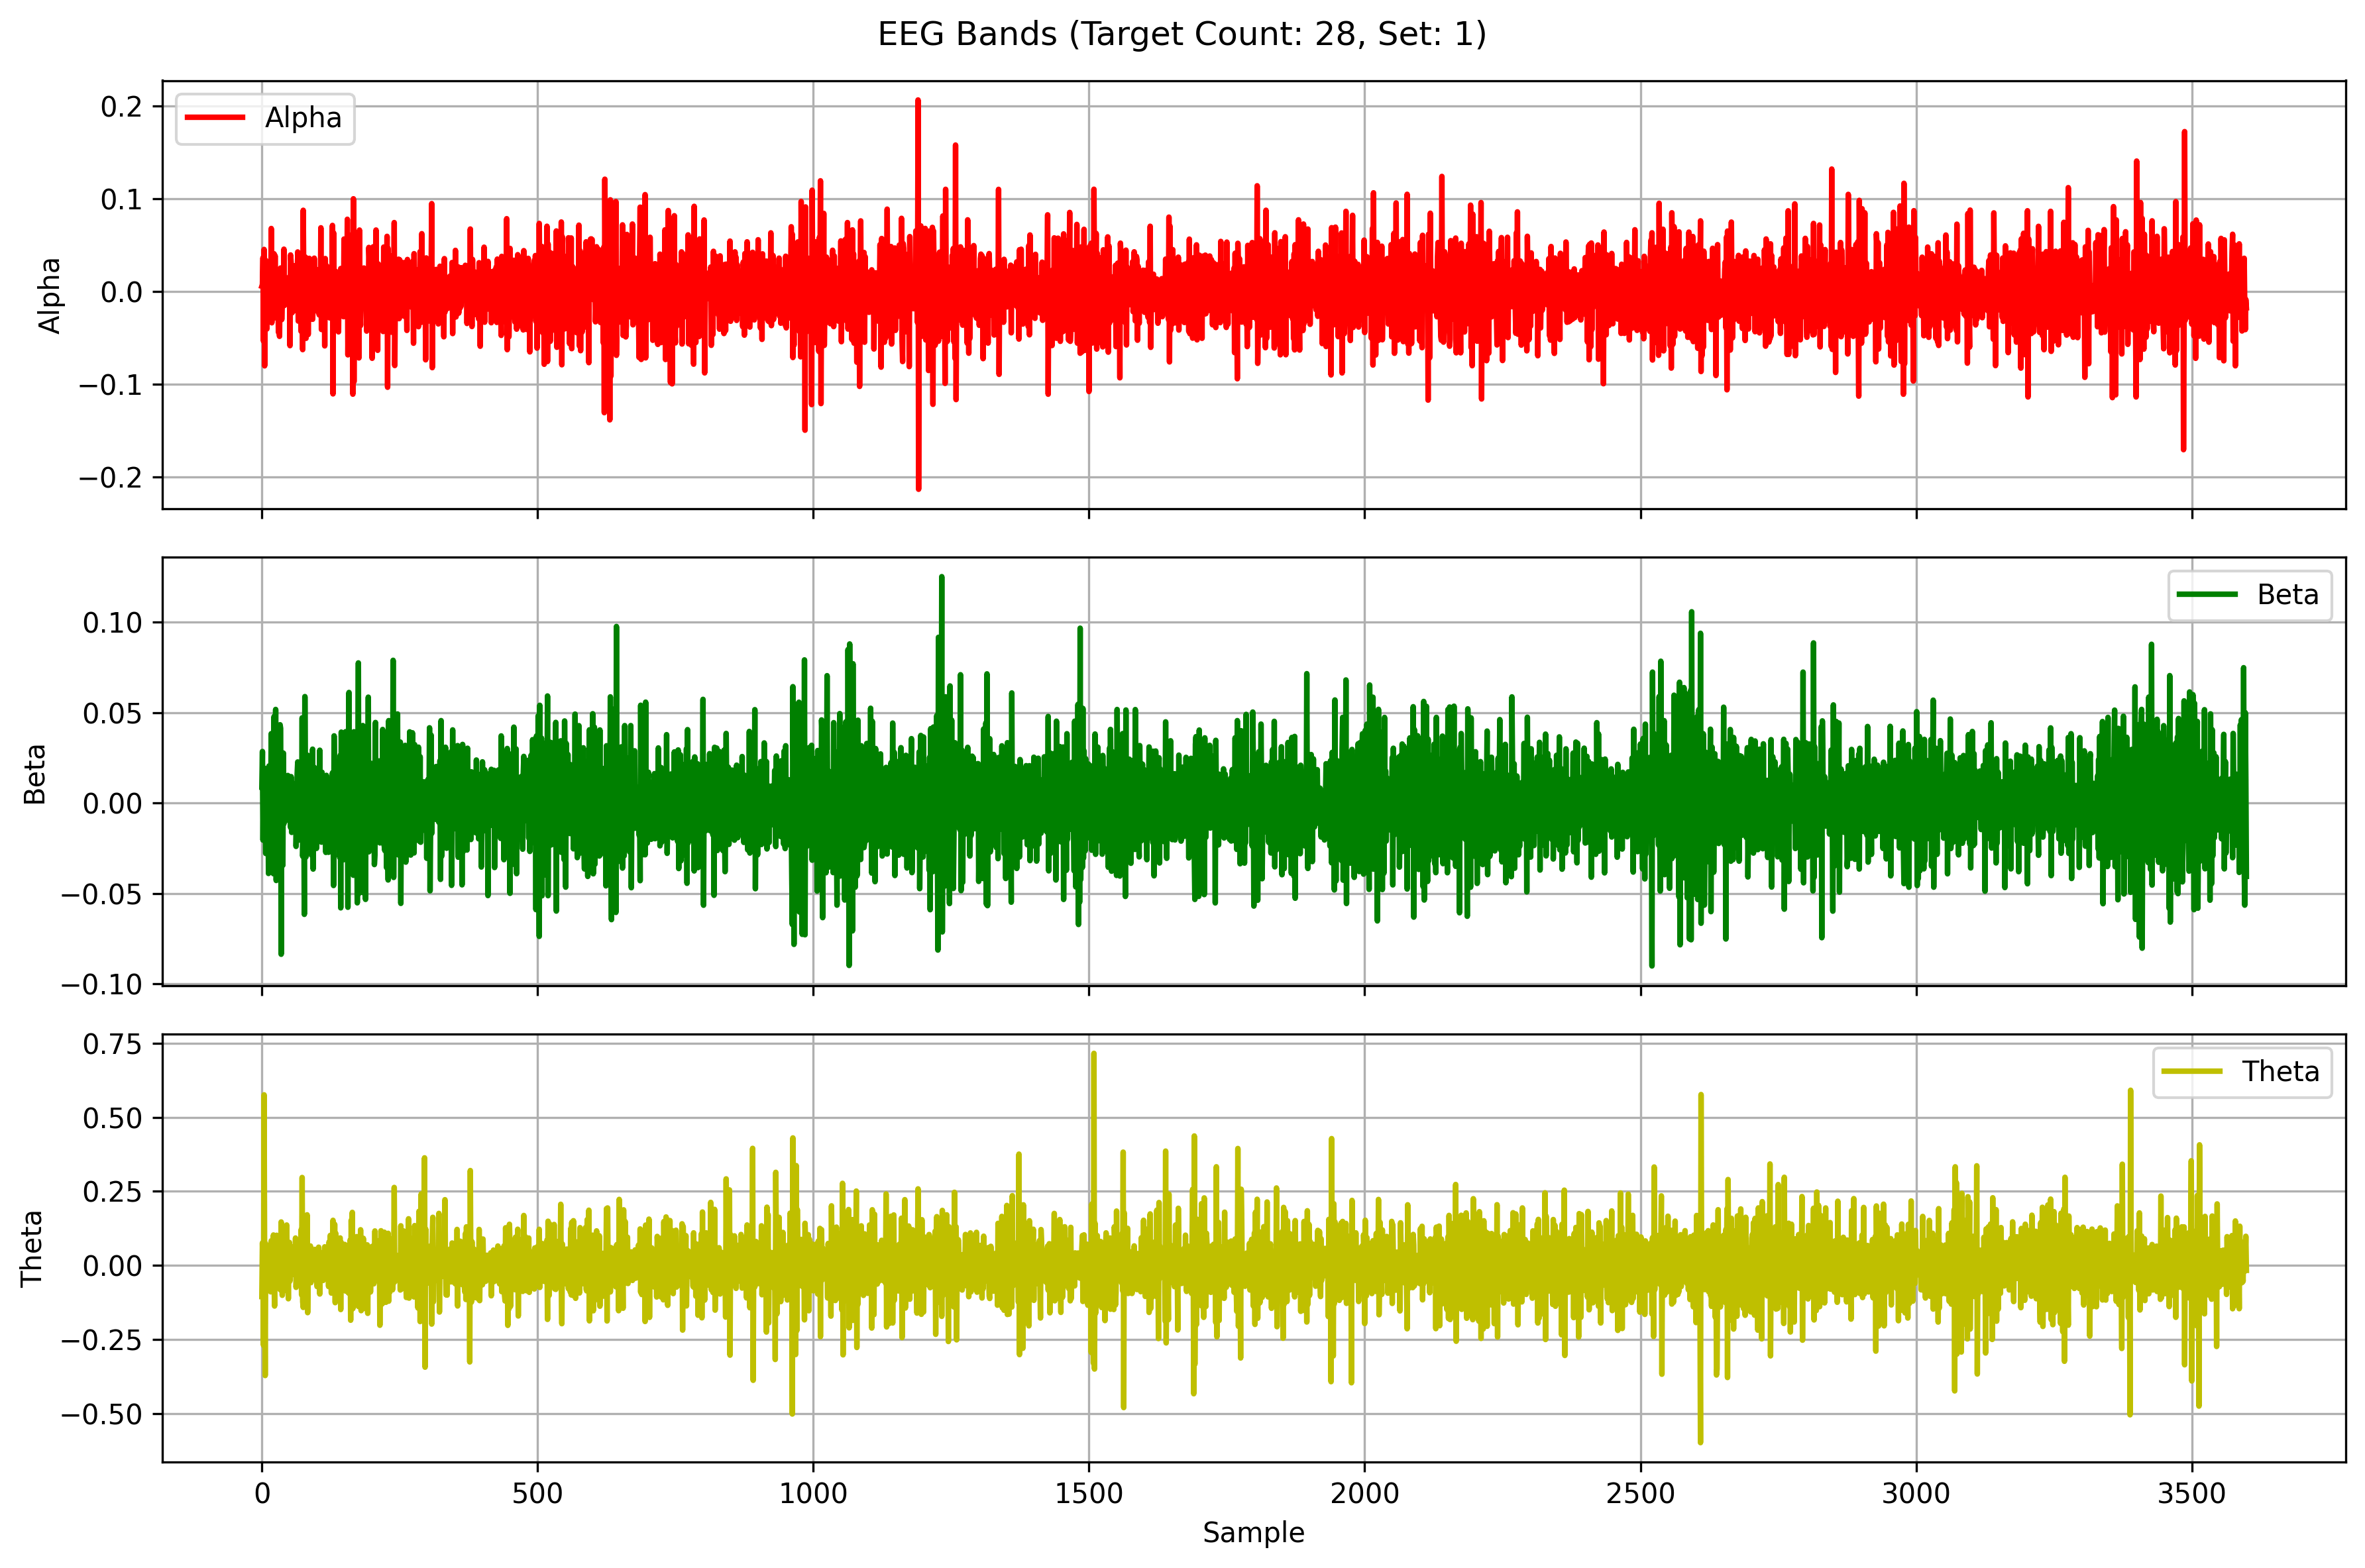 EEG Bands (Target Count: 28, Set: 1)
Alpha
0.2
0.1
0.0
−0.1
−0.2
Alpha
Beta
0.10
0.05
0.00
−0.05
−0.10
Beta
Theta
0.75
0.50
0.25
0.00
−0.25
−0.50
Theta
0 500 1000 1500 2000 2500 3000 3500
Sample